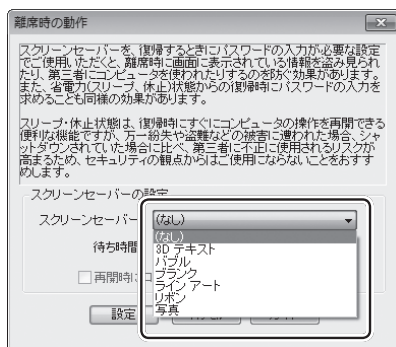 離席時の動作
スクリーンセーバーを、復帰するときにパスワードの入力が必要な設定
でご使用いただくと、離席時に画面に表示されている情報を盗み見られ
たり、第三者にコンピュータを使われたりするのを防ぐ効果があります。
また、省電力(スリープ、休止)状態からの復帰時にパスワードの入力を
求めることも同様の効果があります。
スリープ・休止状態は、復帰時にすぐにコンピュータの操作を再開できる
便利な機能ですが、万一紛失や盗難などの被害に遭われた場合、シャ
ットダウンされていた場合に比べ、第三者に不正に使用されるリスクが
高まるため、セキュリティの観点からはご使用にならないことをおすす
めします。
スクリーンセーバーの設定
スクリーンセーバー
(なし)
待ち時間
(なし)
3D テキスト
バブル
ブランク
ライン アート
リボン
写真
再開時に
設定